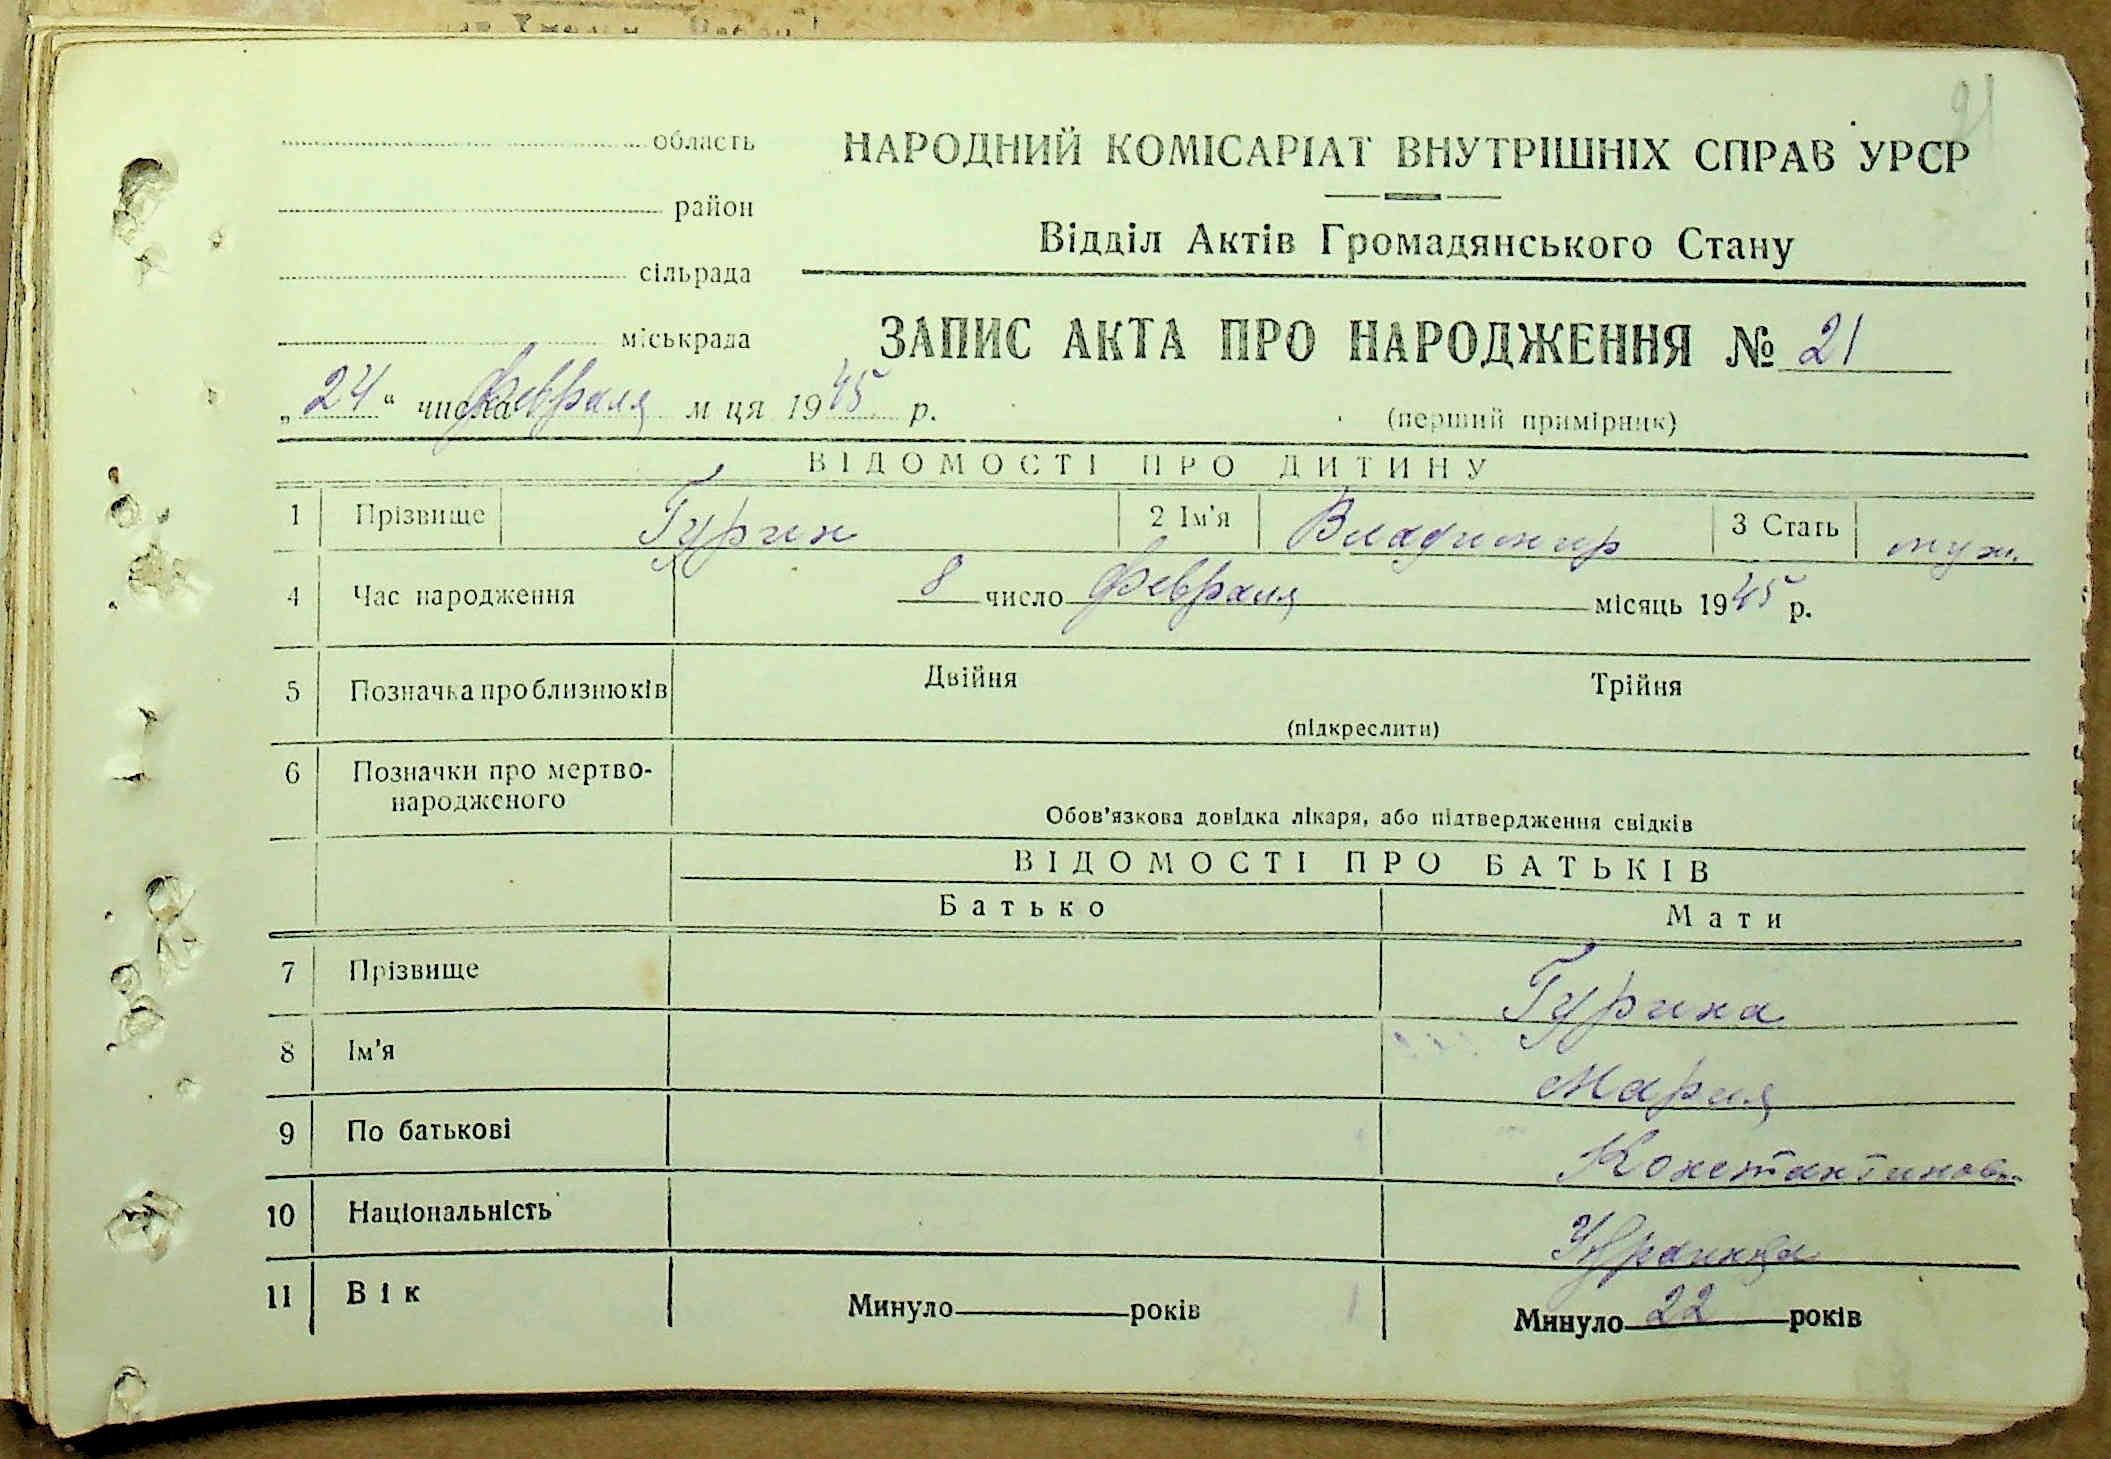 21
область
НАРОДНИЙ КОМІСАРІАТ ВНУТРІШНІХ СПРАВ УРСР
район
Відділ Актів Громадянського Стану
сільрада
міськрада
ЗАПИС АКТА ПРО НАРОДЖЕННЯ № 21
„24“ числа февраля м ця 1945 р.
(перший примірник)
ВІДОМОСТІ ПРО ДИТИНУ
1 Прізвище Гурин 2 Ім'я Владимир 3 Стать муж.
4 Час народження 8 число февраля місяць 1945 р.
5 Позначка про близнюків Двійня Трійня
(підкреслити)
6 Позначки про мертво-
народженого
Обов'язкова довідка лікаря, або підтвердження свідків
ВІДОМОСТІ ПРО БАТЬКІВ
Батько Мати
7 Прізвище Гурина
8 Ім'я Мария
9 По батькові Константинов
10 Національність
11 Вік Минуло років Минуло 22 років